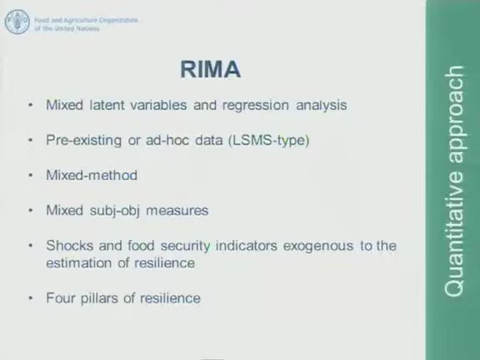 Food and Agriculture Organization
of the United Nations
RIMA
• Mixed latent variables and regression analysis
• Pre-existing or ad-hoc data (LSMS-type)
• Mixed-method
• Mixed subj-obj measures
• Shocks and food security indicators exogenous to the
estimation of resilience
• Four pillars of resilience
Quantitative approach